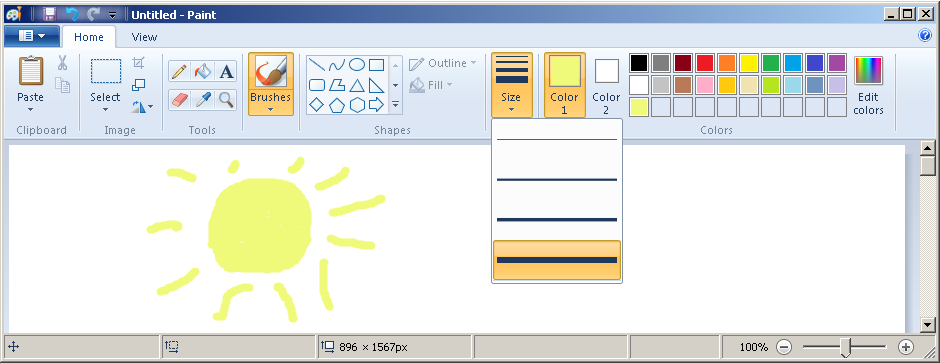 Untitled - Paint
Home View
Paste
Select
A
Brushes
Outline
Fill
Size
Color 1
Color 2
Edit colors
Clipboard Image Tools Shapes Colors
896 × 1567px
100%